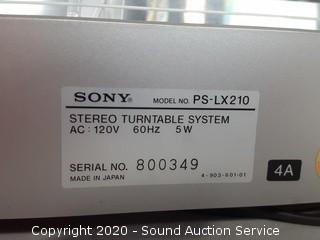 SONY® MODEL NO. PS-LX210
STEREO TURNTABLE SYSTEM
AC: 120V 60Hz 5W
SERIAL NO. 800349
MADE IN JAPAN 4-903-601-01
4A
Copyright 2020 - Sound Auction Service